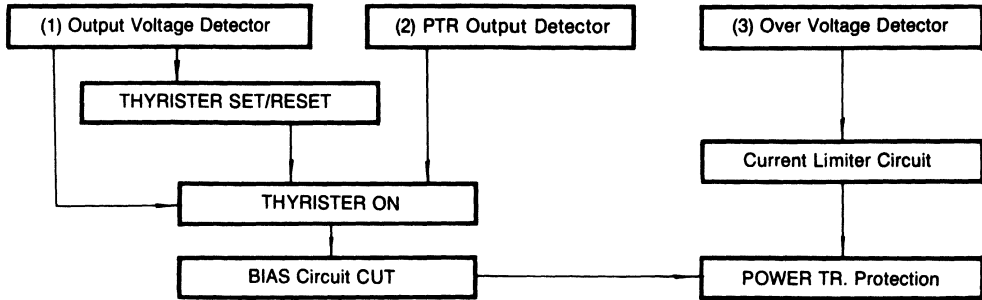 (1) Output Voltage Detector
(2) PTR Output Detector
(3) Over Voltage Detector
THYRISTER SET/RESET
Current Limiter Circuit
THYRISTER ON
BIAS Circuit CUT
POWER TR. Protection